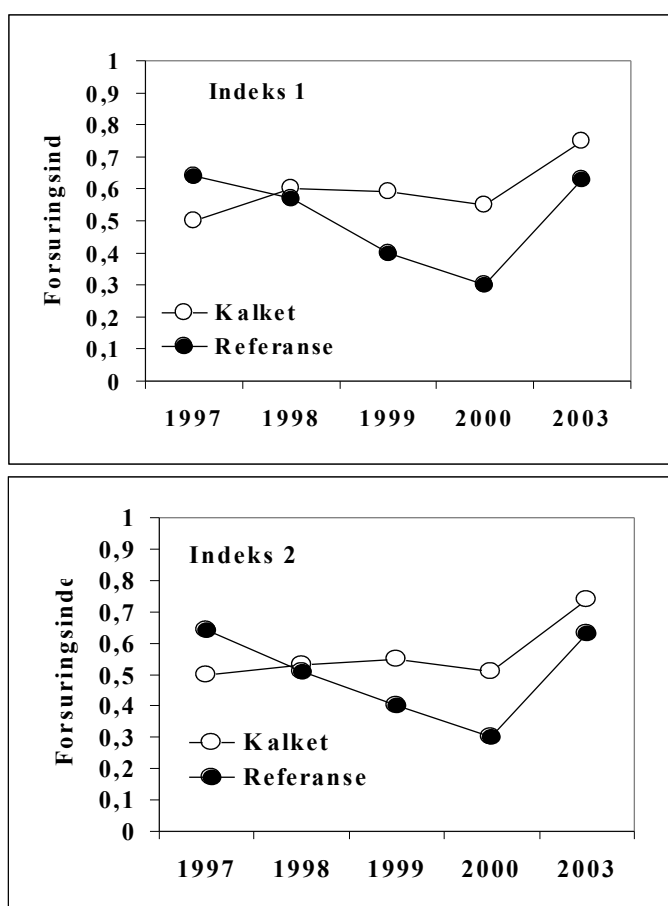 1
Indeks 1
0,9
0,8
0,7
0,6
0,5
0,4
0,3
0,2
0,1
0
Forsuringsind
Kalket
Referanse
1997 1998 1999 2000 2003
1
Indeks 2
0,9
0,8
0,7
0,6
0,5
0,4
0,3
0,2
0,1
0
Forsuringsinde
Kalket
Referanse
1997 1998 1999 2000 2003